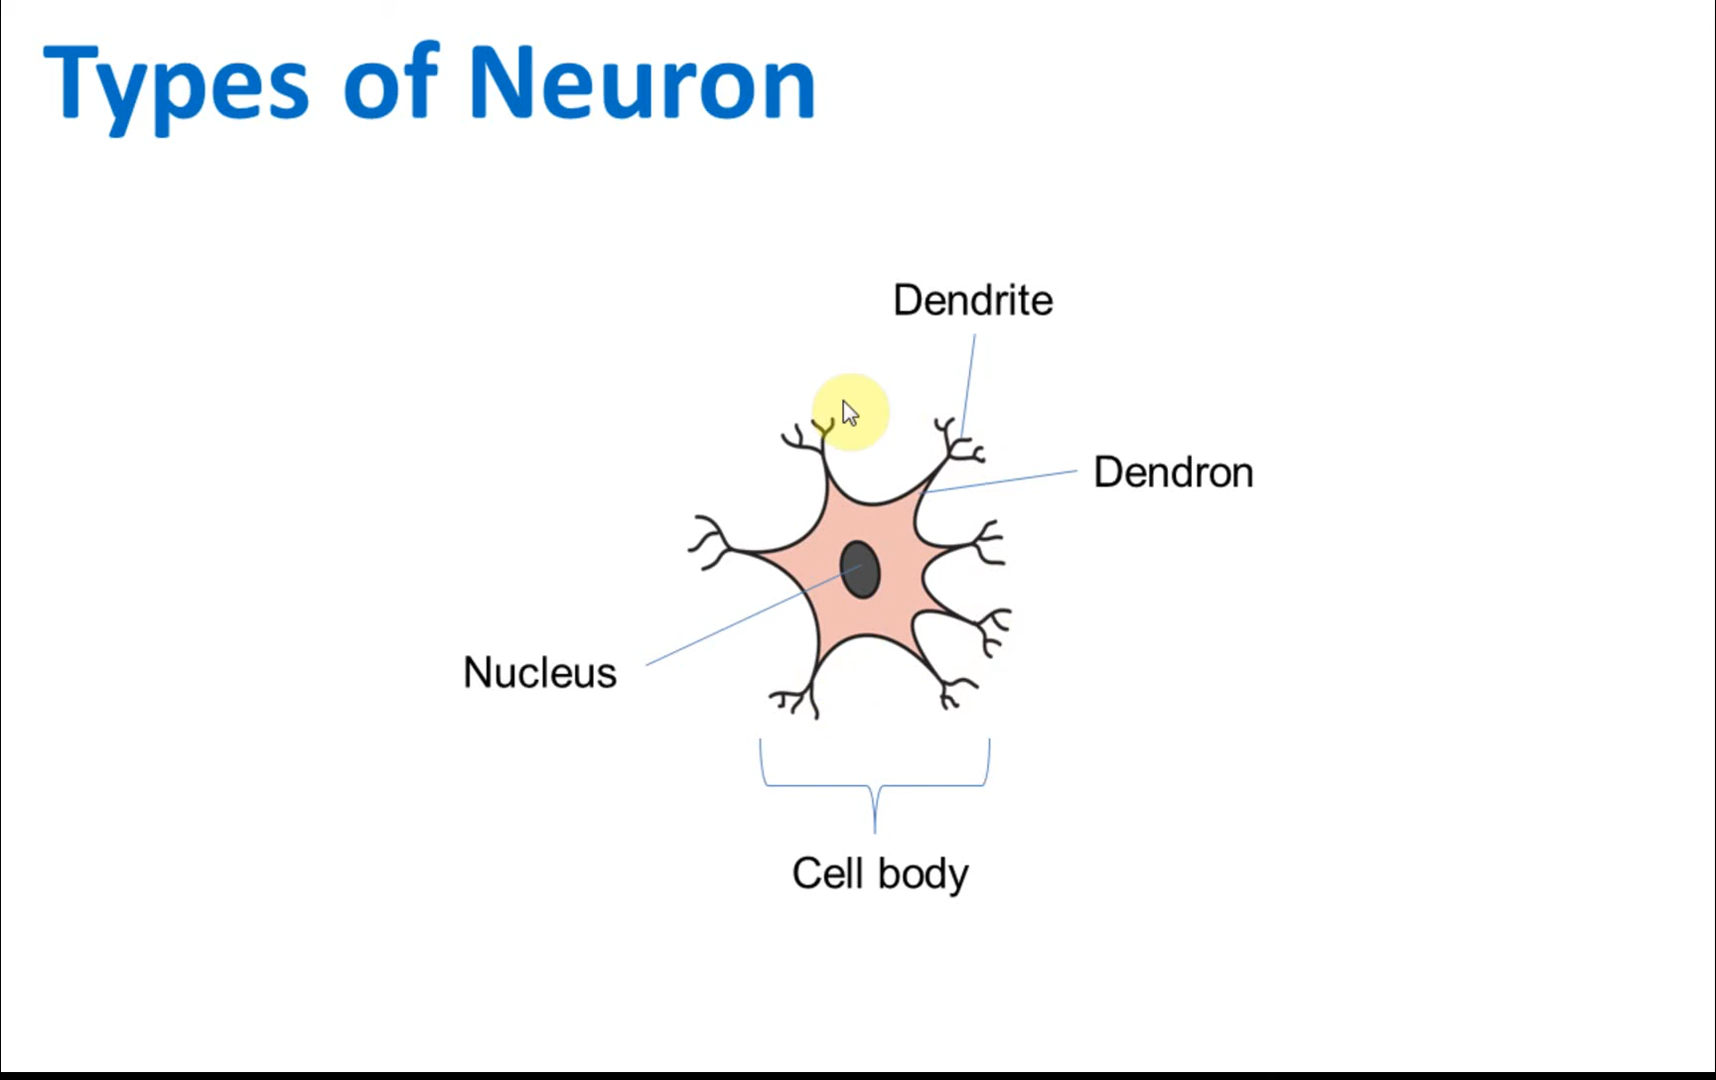 Types of Neuron
Dendrite
Dendron
Nucleus
Cell body